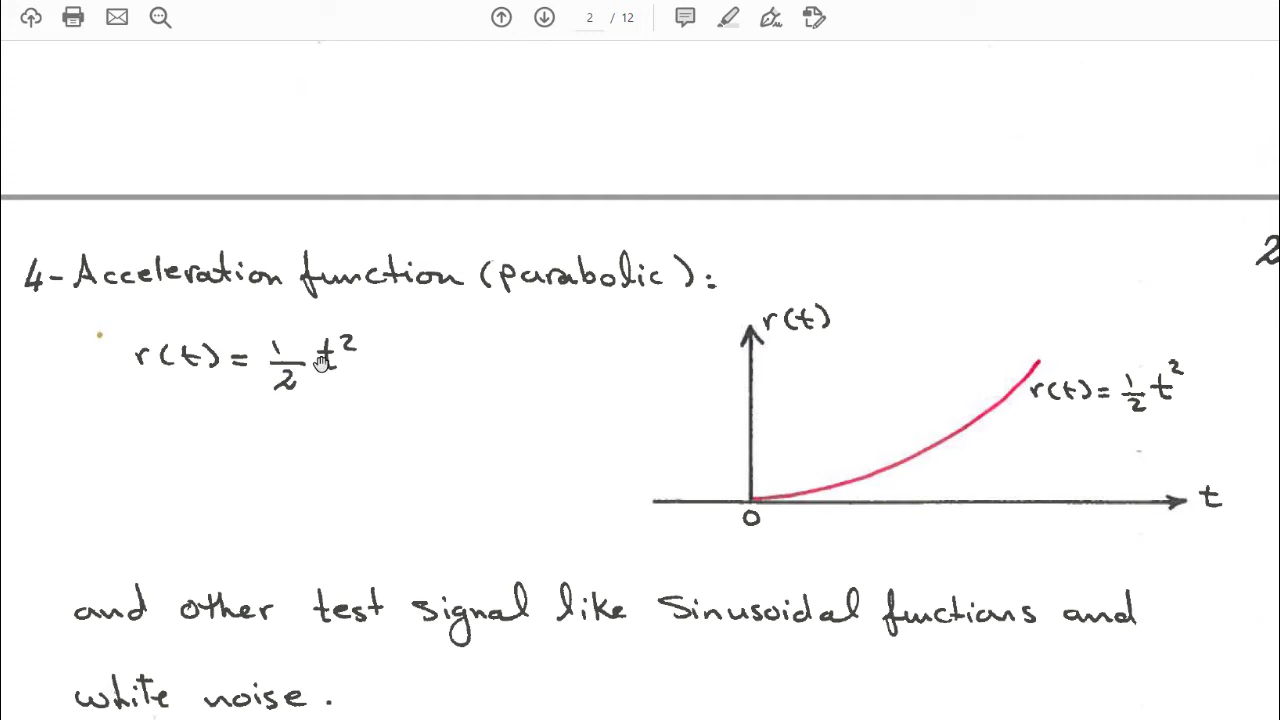 2 / 12
2
4- Acceleration function (parabolic):
r(t) = 1/2 t²
r(t)
r(t) = 1/2 t²
t
0
and other test signal like Sinusoidal functions and
white noise.